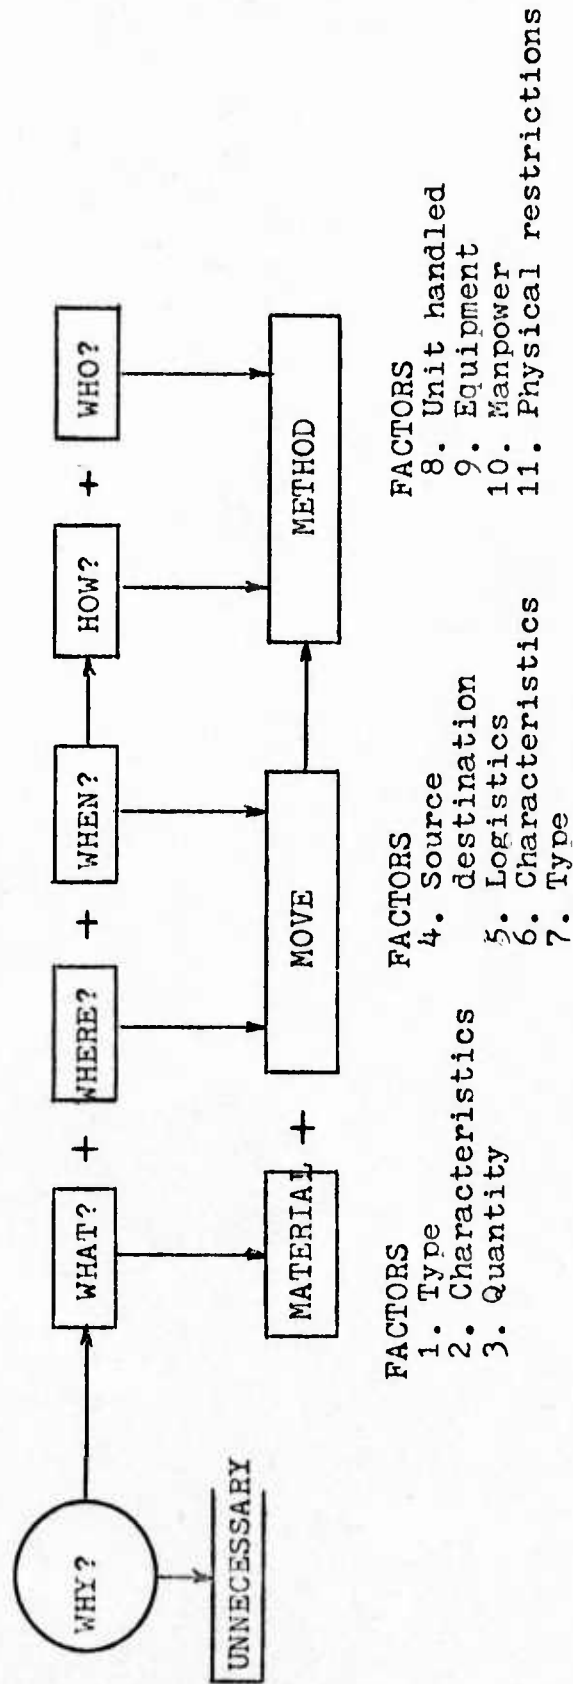 WHY?
UNNECESSARY
WHAT? + WHERE? + WHEN? HOW? + WHO?
MATERIAL + MOVE METHOD
FACTORS
1. Type
2. Characteristics
3. Quantity
FACTORS
4. Source
destination
5. Logistics
6. Characteristics
7. Type
FACTORS
8. Unit handled
9. Equipment
10. Manpower
11. Physical restrictions